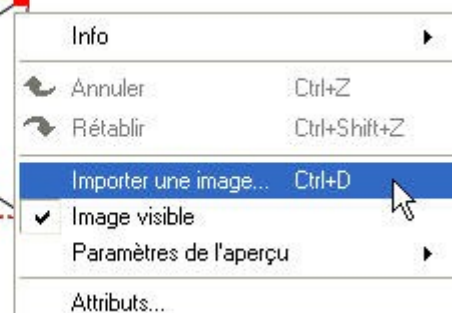 Info
Annuler Ctrl+Z
Rétablir Ctrl+Shift+Z
Importer une image... Ctrl+D
Image visible
Paramètres de l'aperçu
Attributs...